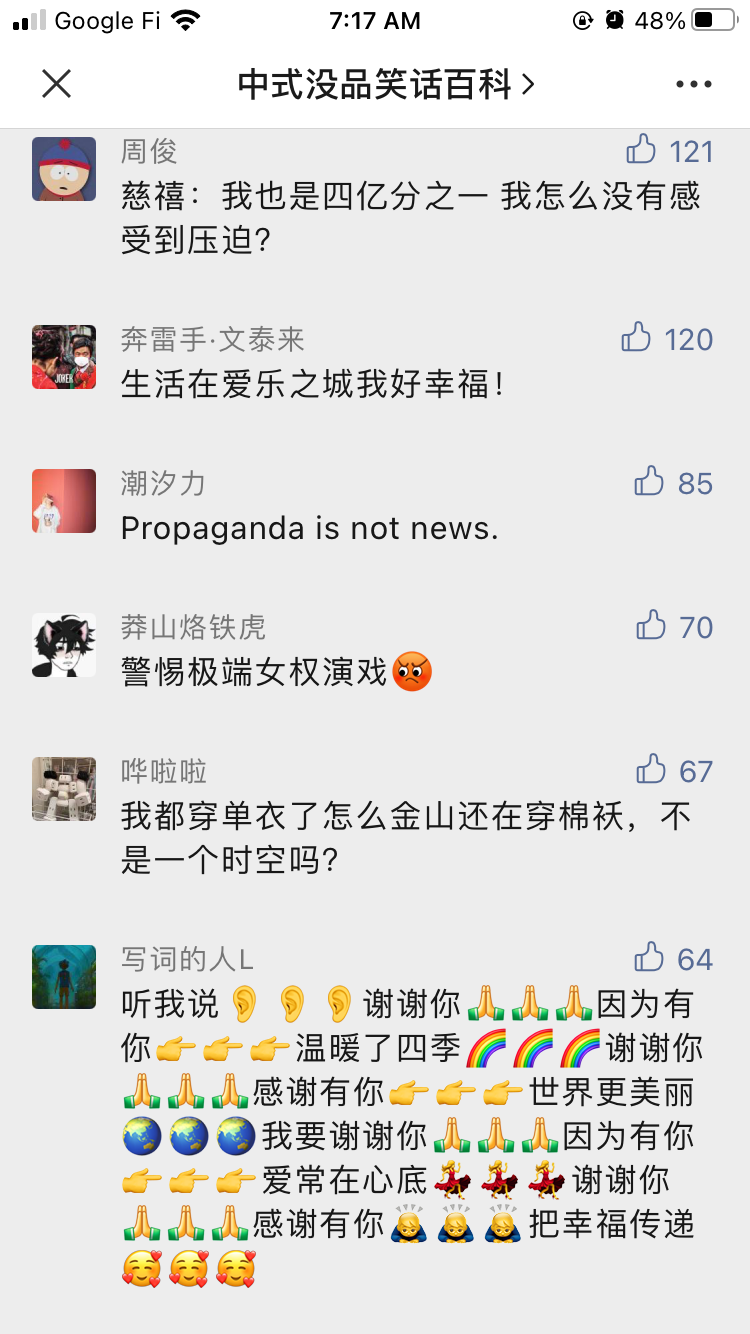 Google Fi 7:17 AM 48%
中式没品笑话百科
周俊 121
慈禧：我也是四亿分之一 我怎么没有感
受到压迫？
奔雷手·文泰来 120
生活在爱乐之城我好幸福！
JOKER
潮汐力 85
Propaganda is not news.
莽山烙铁虎 70
警惕极端女权演戏😡
哗啦啦 67
我都穿单衣了怎么金山还在穿棉袄，不
是一个时空吗？
写词的人L 64
听我说👂👂👂谢谢你🙏🙏🙏因为有
你👉👉👉温暖了四季🌈🌈🌈谢谢你
🙏🙏🙏感谢有你👉👉👉世界更美丽
🌏🌏🌏我要谢谢你🙏🙏🙏因为有你
👉👉👉爱常在心底💃💃💃谢谢你
🙏🙏🙏感谢有你🙇🙇🙇把幸福传递
🥰🥰🥰